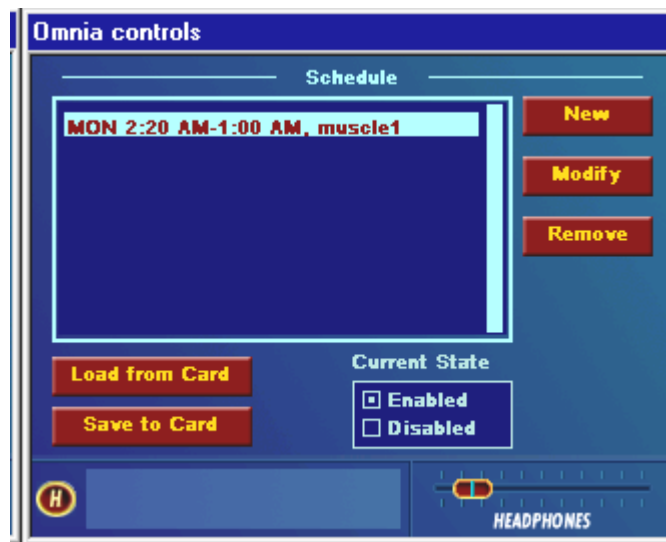 Omnia controls
Schedule
MON 2:20 AM-1:00 AM, muscle1
New
Modify
Remove
Load from Card
Save to Card
Current State
Enabled
Disabled
H
HEADPHONES